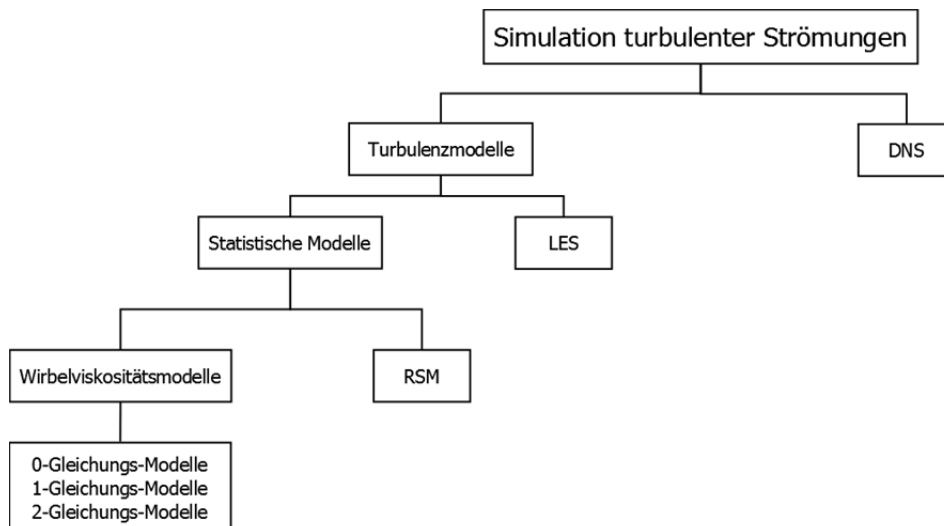 Simulation turbulenter Strömungen
Turbulenzmodelle
DNS
Statistische Modelle
LES
Wirbelviskositätsmodelle
RSM
0-Gleichungs-Modelle
1-Gleichungs-Modelle
2-Gleichungs-Modelle